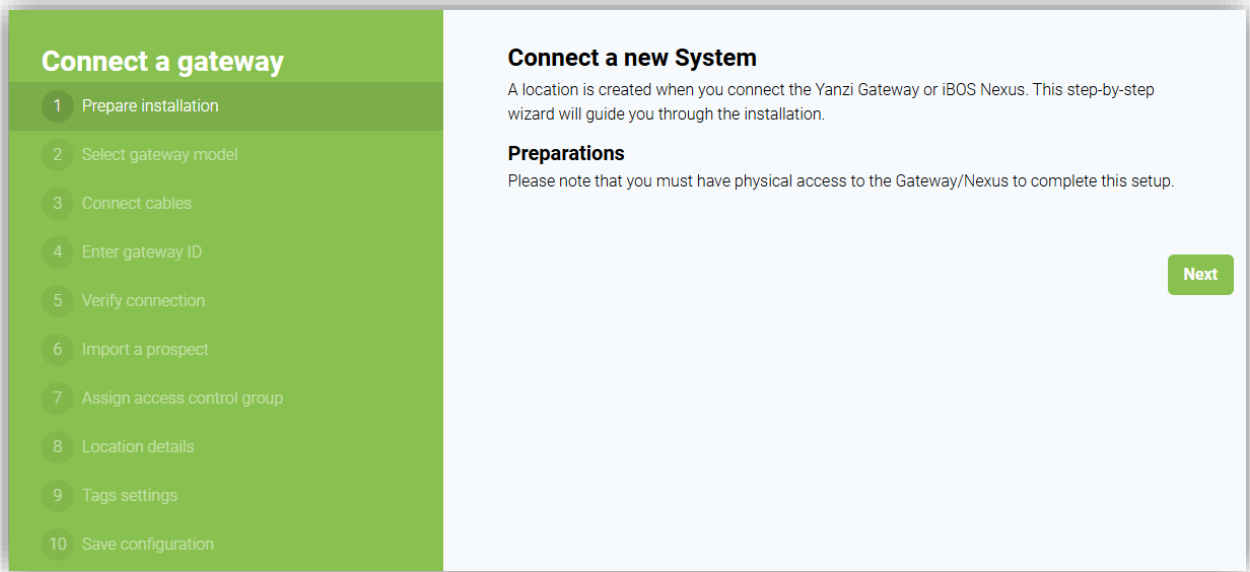 Connect a gateway
1 Prepare installation
2 Select gateway model
3 Connect cables
4 Enter gateway ID
5 Verify connection
6 Import a prospect
7 Assign access control group
8 Location details
9 Tags settings
10 Save configuration
Connect a new System
A location is created when you connect the Yanzi Gateway or iBOS Nexus. This step-by-step
wizard will guide you through the installation.
Preparations
Please note that you must have physical access to the Gateway/Nexus to complete this setup.
Next